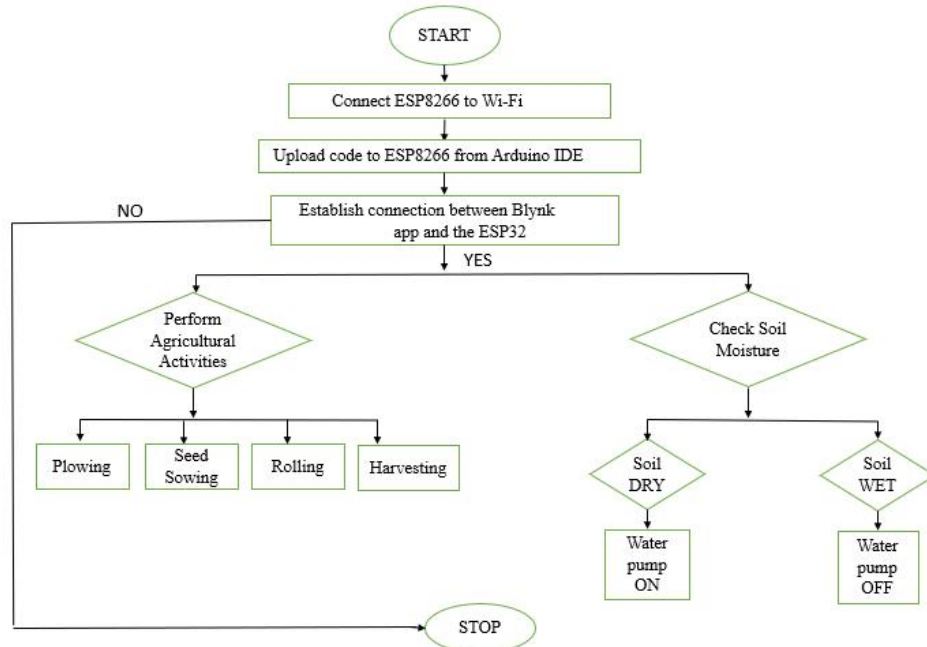 START
Connect ESP8266 to Wi-Fi
Upload code to ESP8266 from Arduino IDE
NO
Establish connection between Blynk
app and the ESP32
YES
Perform
Agricultural
Activities
Check Soil
Moisture
Plowing
Seed
Sowing
Rolling
Harvesting
Soil
DRY
Soil
WET
Water
pump
ON
Water
pump
OFF
STOP